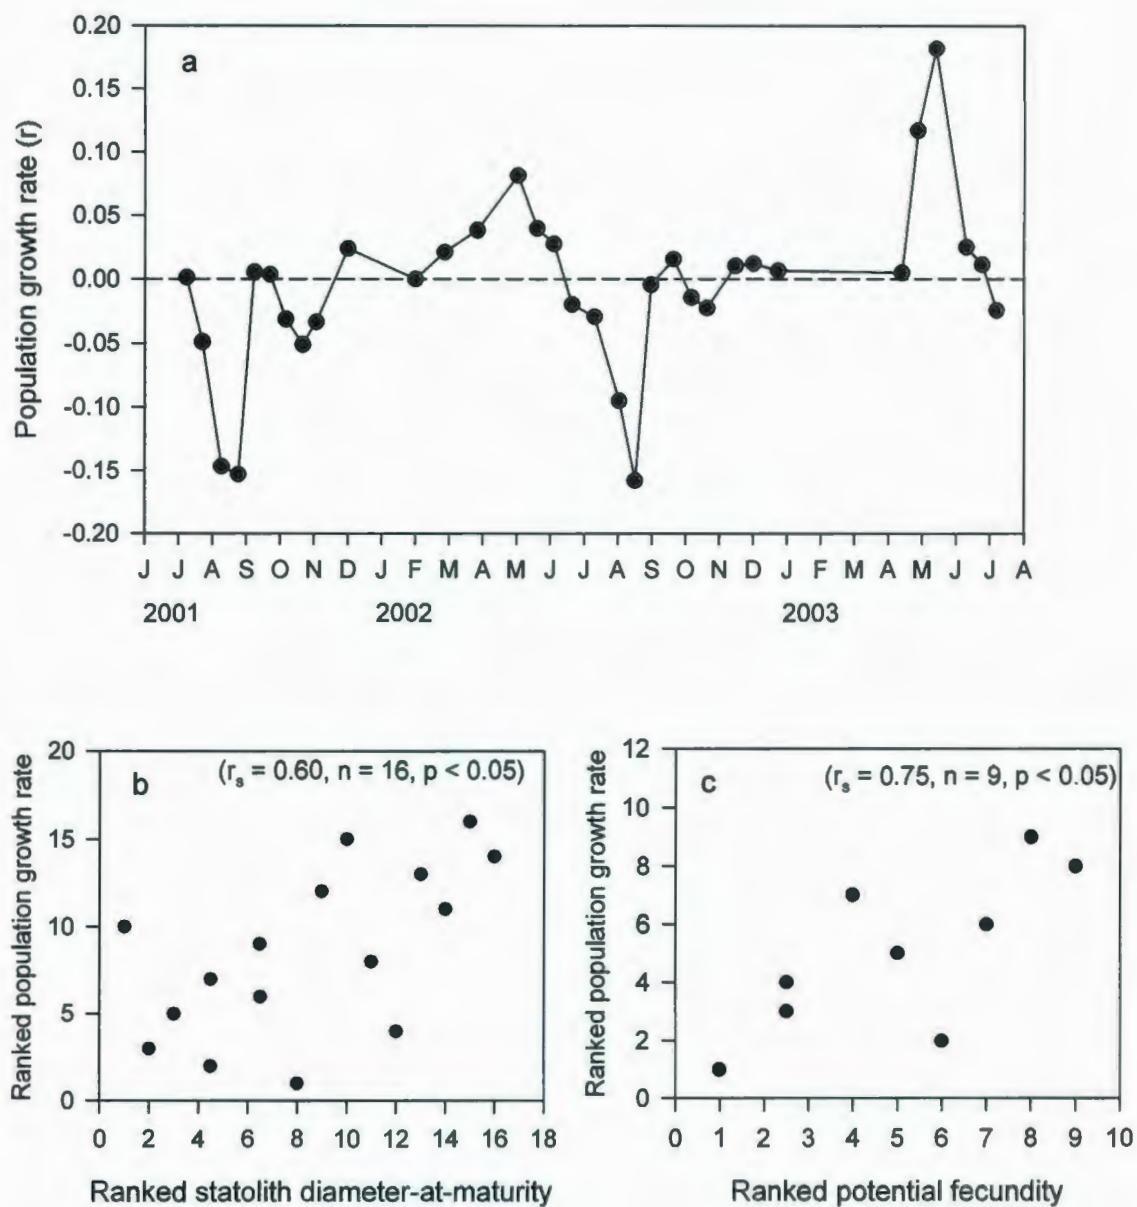 a
Population growth rate (r)
0.20
0.15
0.10
0.05
0.00
-0.05
-0.10
-0.15
-0.20
J J A S O N D J F M A M J J A S O N D J F M A M J J A
2001 2002 2003
b
(rs = 0.60, n = 16, p < 0.05)
Ranked population growth rate
20
15
10
5
0
0 2 4 6 8 10 12 14 16 18
Ranked statolith diameter-at-maturity
c
(rs = 0.75, n = 9, p < 0.05)
Ranked population growth rate
12
10
8
6
4
2
0
0 1 2 3 4 5 6 7 8 9 10
Ranked potential fecundity